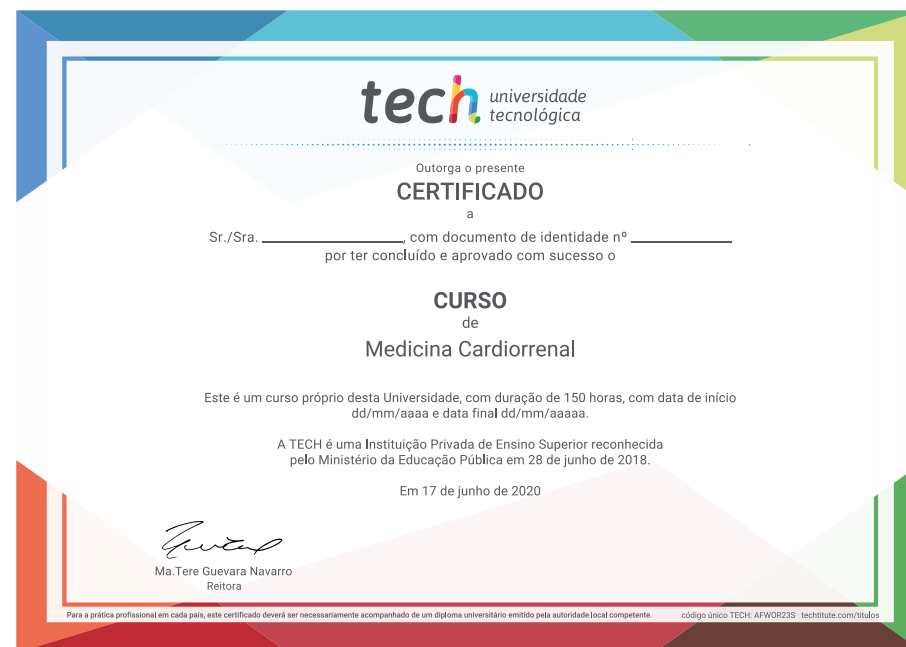 tech universidade
tecnológica
Outorga o presente
CERTIFICADO
a
Sr./Sra. ____________________, com documento de identidade nº ______________
por ter concluído e aprovado com sucesso o
CURSO
de
Medicina Cardiorrenal
Este é um curso próprio desta Universidade, com duração de 150 horas, com data de início
dd/mm/aaaa e data final dd/mm/aaaaa.
A TECH é uma Instituição Privada de Ensino Superior reconhecida
pelo Ministério da Educação Pública em 28 de junho de 2018.
Em 17 de junho de 2020
Ma.Tere Guevara Navarro
Reitora
Para a prática profissional em cada país, este certificado deverá ser necessariamente acompanhado de um diploma universitário emitido pela autoridade local competente. código único TECH: AFWOR23S techtitute.com/titulos